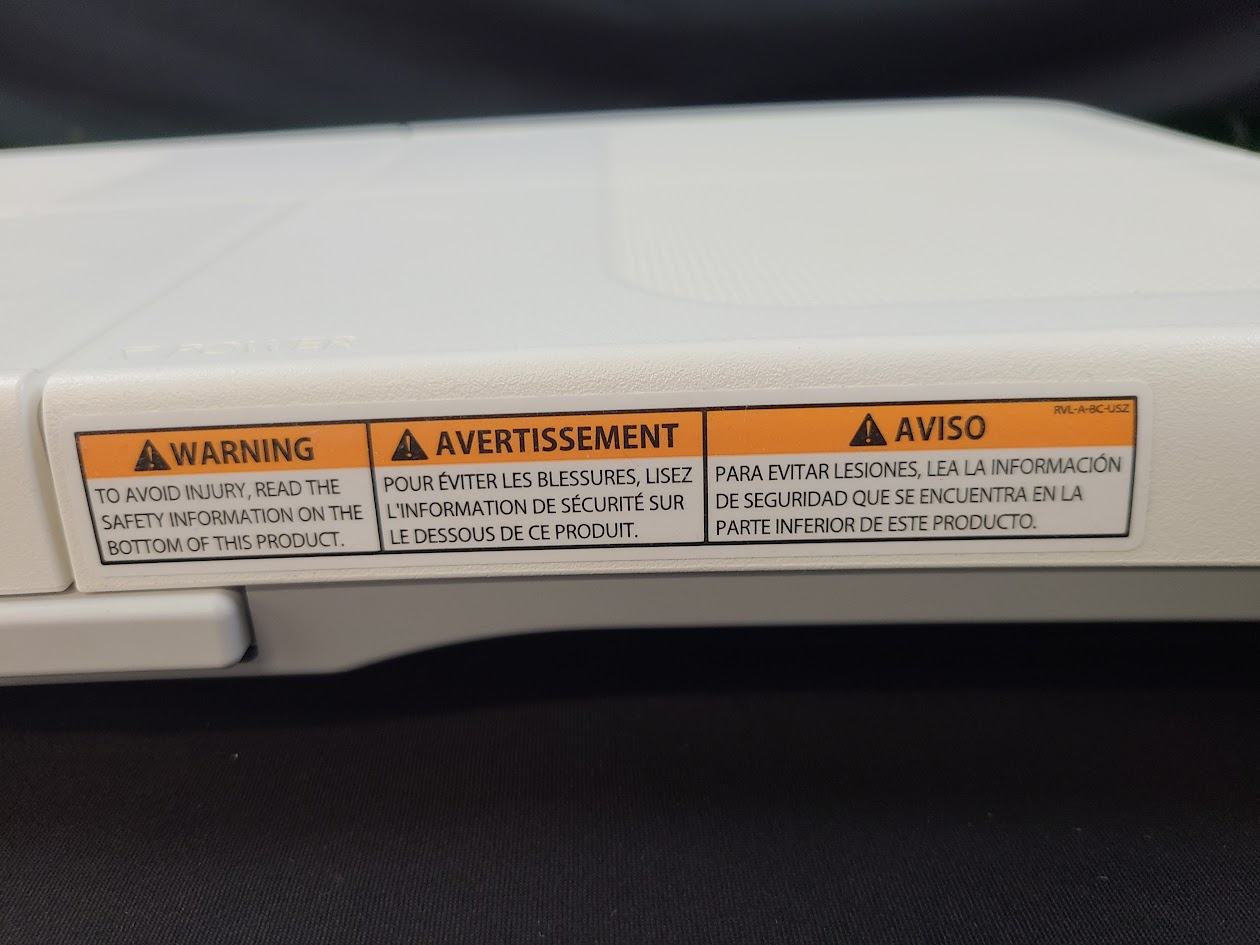 POWER
WARNING
TO AVOID INJURY, READ THE
SAFETY INFORMATION ON THE
BOTTOM OF THIS PRODUCT.
AVERTISSEMENT
POUR ÉVITER LES BLESSURES, LISEZ
L'INFORMATION DE SÉCURITÉ SUR
LE DESSOUS DE CE PRODUIT.
RVL-A-BC-USZ
AVISO
PARA EVITAR LESIONES, LEA LA INFORMACIÓN
DE SEGURIDAD QUE SE ENCUENTRA EN LA
PARTE INFERIOR DE ESTE PRODUCTO.